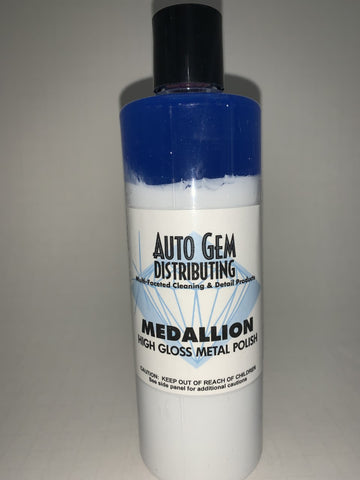 AUTO GEM
DISTRIBUTING
Multi-Faceted Cleaning & Detail Products
MEDALLION
HIGH GLOSS METAL POLISH
CAUTION: KEEP OUT OF REACH OF CHILDREN
See side panel for additional cautions